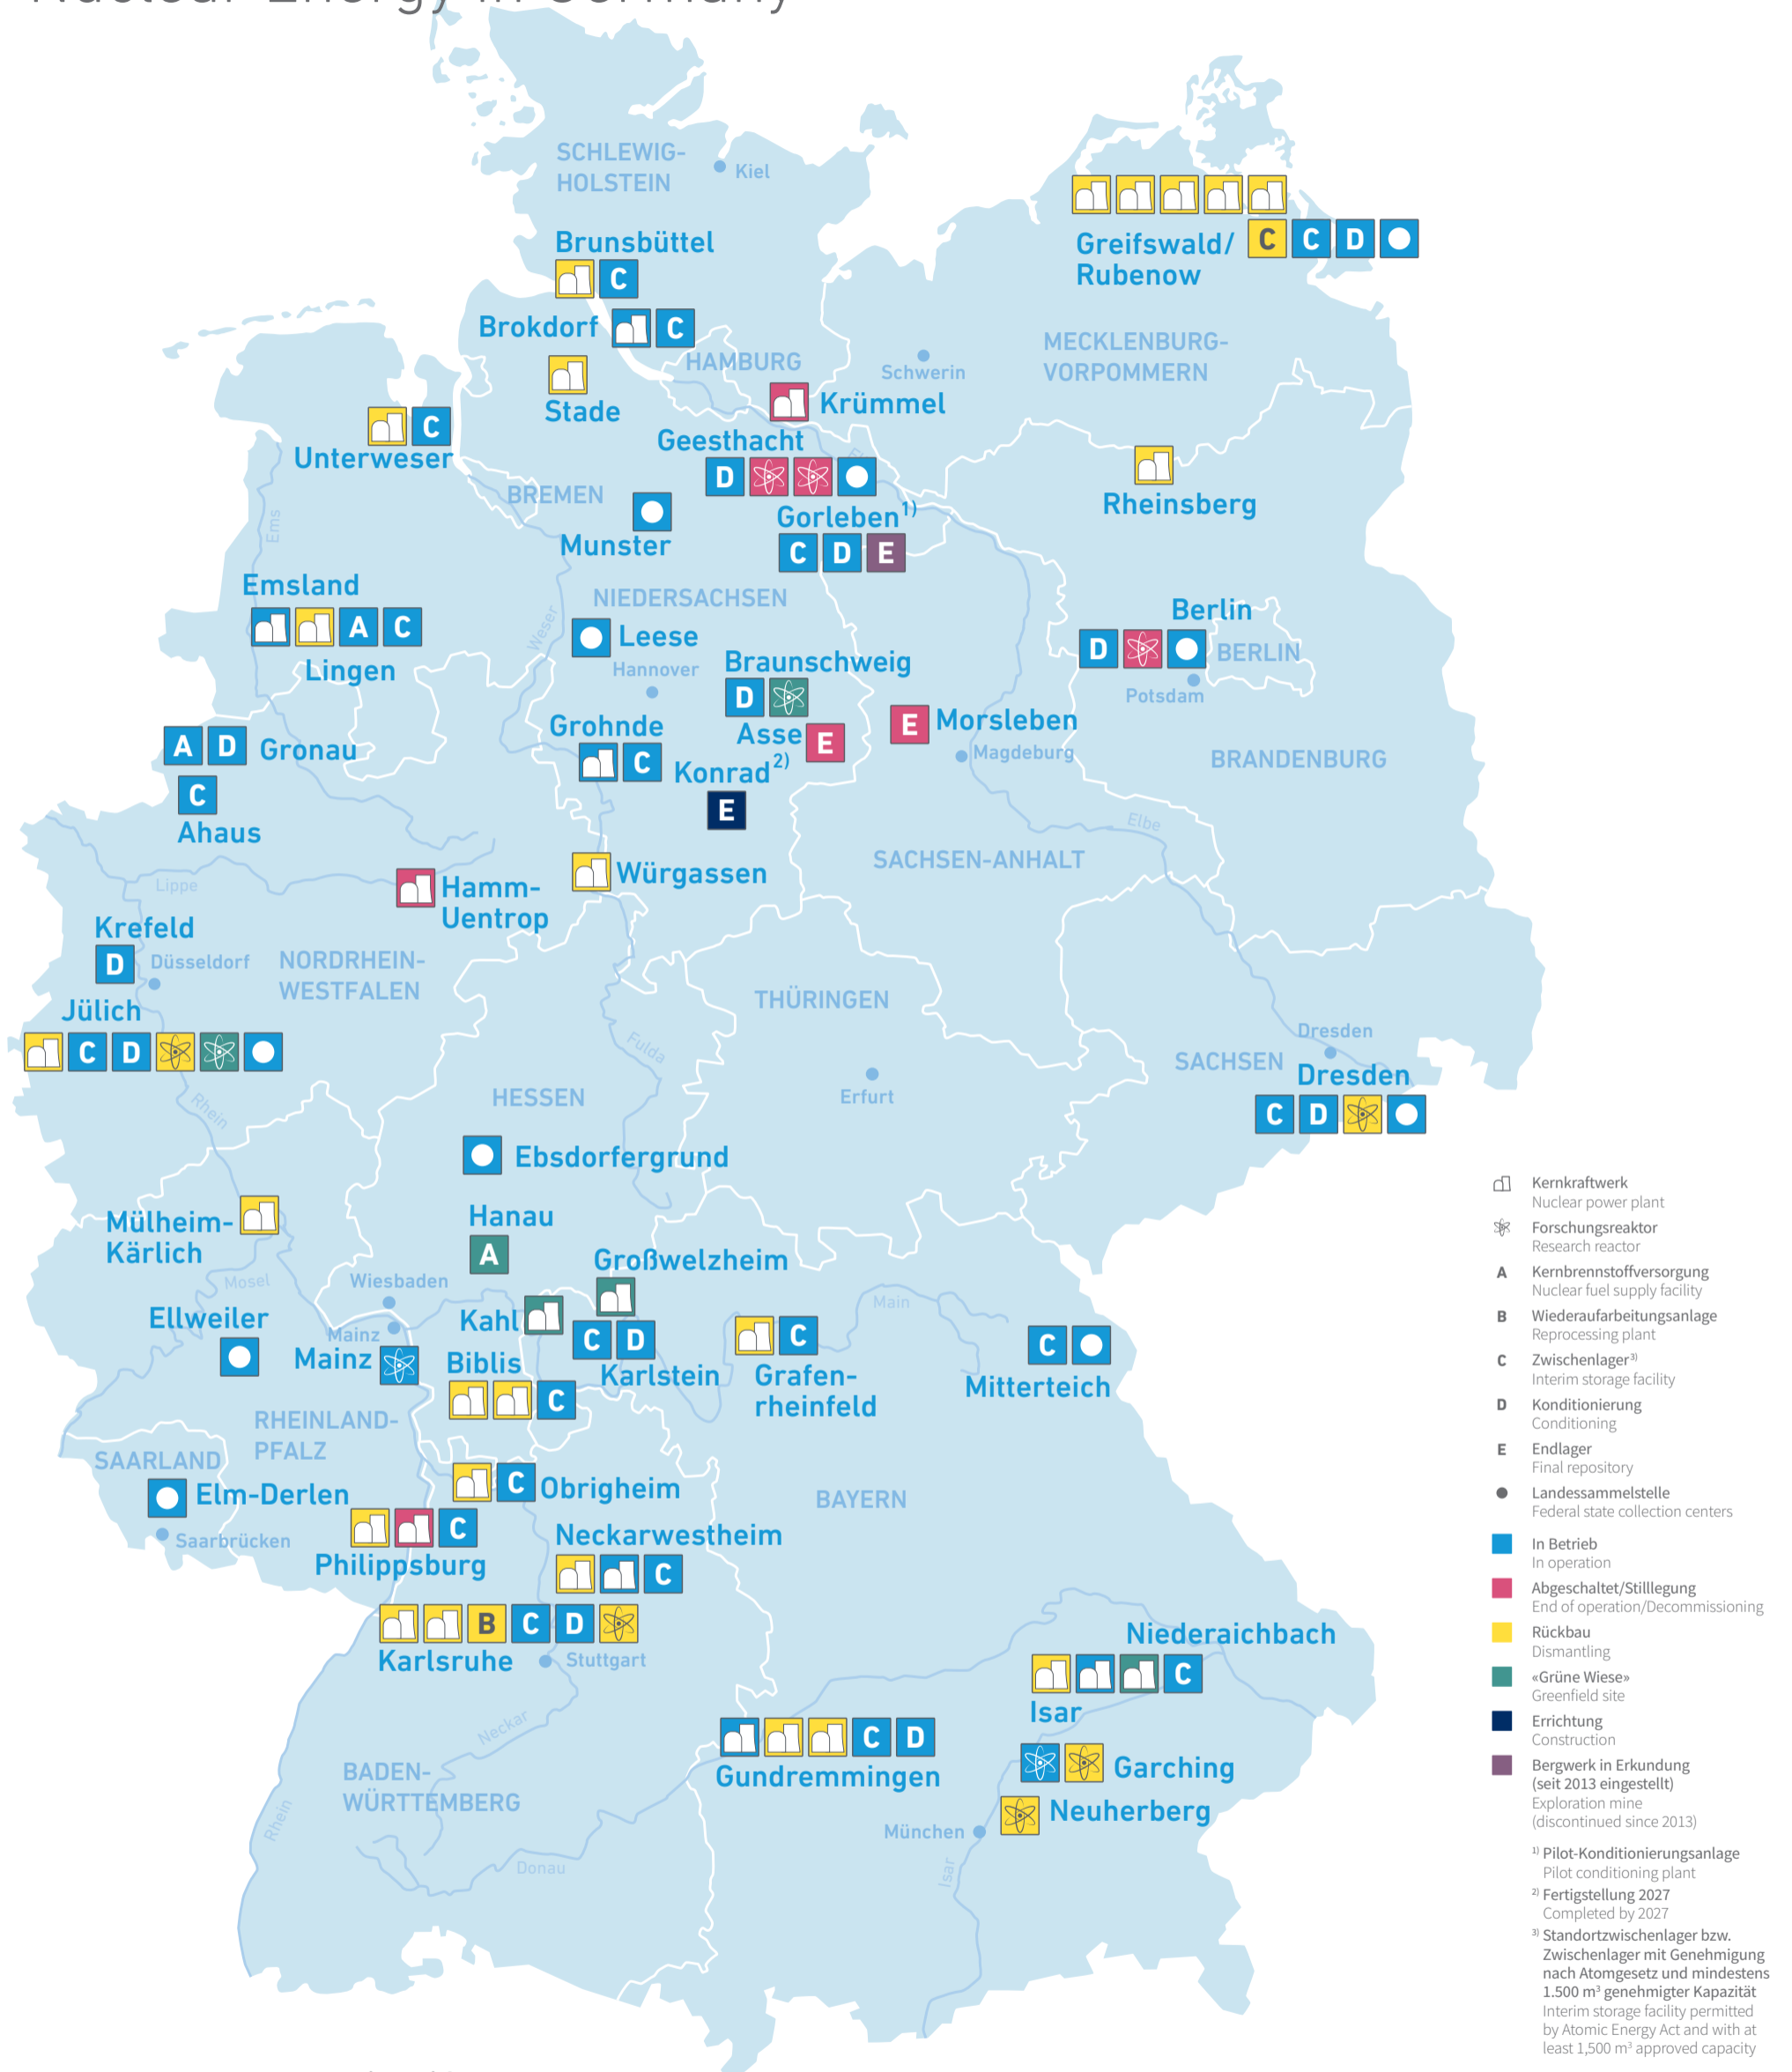 Nuclear Energy in Germany
SCHLEWIG-
HOLSTEIN
Kiel
Brunsbüttel
C
Greifswald/
Rubenow
C C D
Brokdorf
C
HAMBURG
Schwerin
MECKLENBURG-
VORPOMMERN
Stade
Krümmel
C
Unterweser
Geesthacht
D
BREMEN
Munster
Gorleben¹⁾
C D E
Rheinsberg
Ems
Emsland
A C
Lingen
NIEDERSACHSEN
Weser
Leese
Hannover
Berlin
D
BERLIN
Potsdam
Braunschweig
D
Asse
E
E
Morsleben
Magdeburg
BRANDENBURG
Grohnde
C
Konrad²⁾
E
A D
Gronau
C
Ahaus
Elbe
SACHSEN-ANHALT
Würgassen
Lippe
Hamm-
Uentrop
Krefeld
D
Düsseldorf
NORDRHEIN-
WESTFALEN
Jülich
C D
Rhein
THÜRINGEN
Fulda
HESSEN
Erfurt
Dresden
SACHSEN
Dresden
C D
Ebsdorfergrund
Mülheim-
Kärlich
Hanau
A
Großwelzheim
Mosel
Wiesbaden
Kahl
C D
Karlstein
Main
Ellweiler
Mainz
Mainz
Biblis
C
C
Grafen-
rheinfeld
C
Mitterteich
RHEINLAND-
PFALZ
SAARLAND
Elm-Derlen
Saarbrücken
C
Obrigheim
BAYERN
C
Philippsburg
Neckarwestheim
C
B C D
Karlsruhe
Stuttgart
Niederaichbach
C
Isar
Neckar
C D
Gundremmingen
Garching
Neuherberg
München
Isar
BADEN-
WÜRTTEMBERG
Rhein
Donau
Kernkraftwerk
Nuclear power plant
Forschungsreaktor
Research reactor
A Kernbrennstoffversorgung
Nuclear fuel supply facility
B Wiederaufarbeitungsanlage
Reprocessing plant
C Zwischenlager³⁾
Interim storage facility
D Konditionierung
Conditioning
E Endlager
Final repository
Landessammelstelle
Federal state collection centers
In Betrieb
In operation
Abgeschaltet/Stilllegung
End of operation/Decommissioning
Rückbau
Dismantling
«Grüne Wiese»
Greenfield site
Errichtung
Construction
Bergwerk in Erkundung
(seit 2013 eingestellt)
Exploration mine
(discontinued since 2013)
¹⁾ Pilot-Konditionierungsanlage
Pilot conditioning plant
²⁾ Fertigstellung 2027
Completed by 2027
³⁾ Standortzwischenlager bzw.
Zwischenlager mit Genehmigung
nach Atomgesetz und mindestens
1.500 m³ genehmigter Kapazität
Interim storage facility permitted
by Atomic Energy Act and with at
least 1,500 m³ approved capacity